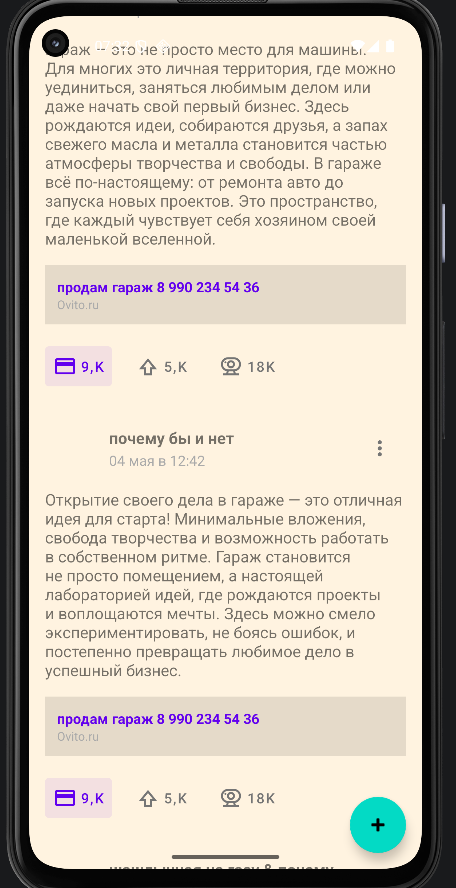 это не просто место для машины.
Для многих это личная территория, где можно
уединиться, заняться любимым делом или
даже начать свой первый бизнес. Здесь
рождаются идеи, собираются друзья, а запах
свежего масла и металла становится частью
атмосферы творчества и свободы. В гараже
всё по-настоящему: от ремонта авто до
запуска новых проектов. Это пространство,
где каждый чувствует себя хозяином своей
маленькой вселенной.
продам гараж 8 990 234 54 36
Ovito.ru
9,K 5,K 18K
почему бы и нет
04 мая в 12:42
Открытие своего дела в гараже — это отличная
идея для старта! Минимальные вложения,
свобода творчества и возможность работать
в собственном ритме. Гараж становится
не просто помещением, а настоящей
лабораторией идей, где рождаются проекты
и воплощаются мечты. Здесь можно смело
экспериментировать, не боясь ошибок, и
постепенно превращать любимое дело в
успешный бизнес.
продам гараж 8 990 234 54 36
Ovito.ru
9,K 5,K 18K